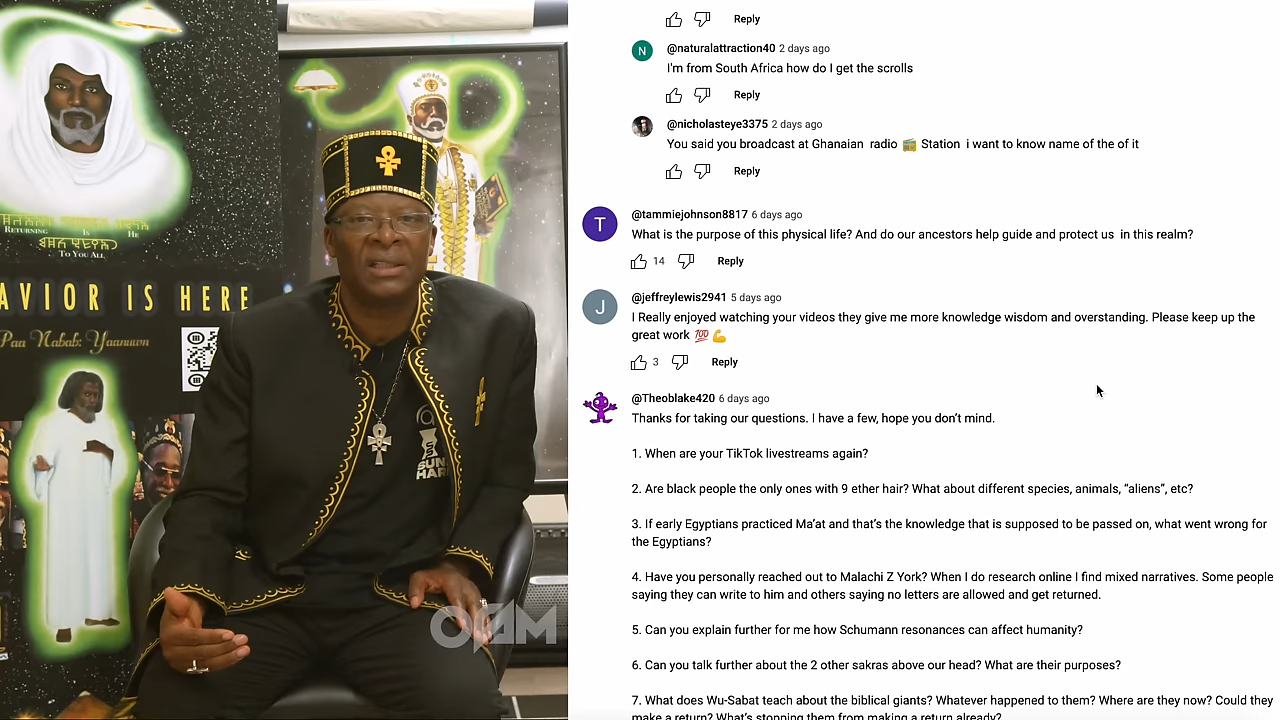 RETURNING IS HE
TO YOU ALL
AVIOR IS HERE
Paa Nabab: Yaanuwn
SUN
HAR
Reply
N
@naturalattraction40 2 days ago
I'm from South Africa how do I get the scrolls
Reply
@nicholasteye3375 2 days ago
You said you broadcast at Ghanaian radio 📻 Station i want to know name of the of it
Reply
T
@tammiejohnson8817 6 days ago
What is the purpose of this physical life? And do our ancestors help guide and protect us in this realm?
14 Reply
J
@jeffreylewis2941 5 days ago
I Really enjoyed watching your videos they give me more knowledge wisdom and overstanding. Please keep up the
great work 💯 💪
3 Reply
@Theoblake420 6 days ago
Thanks for taking our questions. I have a few, hope you don’t mind.
1. When are your TikTok livestreams again?
2. Are black people the only ones with 9 ether hair? What about different species, animals, “aliens”, etc?
3. If early Egyptians practiced Ma’at and that’s the knowledge that is supposed to be passed on, what went wrong for
the Egyptians?
4. Have you personally reached out to Malachi Z York? When I do research online I find mixed narratives. Some people
saying they can write to him and others saying no letters are allowed and get returned.
5. Can you explain further for me how Schumann resonances can affect humanity?
6. Can you talk further about the 2 other sakras above our head? What are their purposes?
7. What does Wu-Sabat teach about the biblical giants? Whatever happened to them? Where are they now? Could they
make a return? What’s stopping them from making a return already?